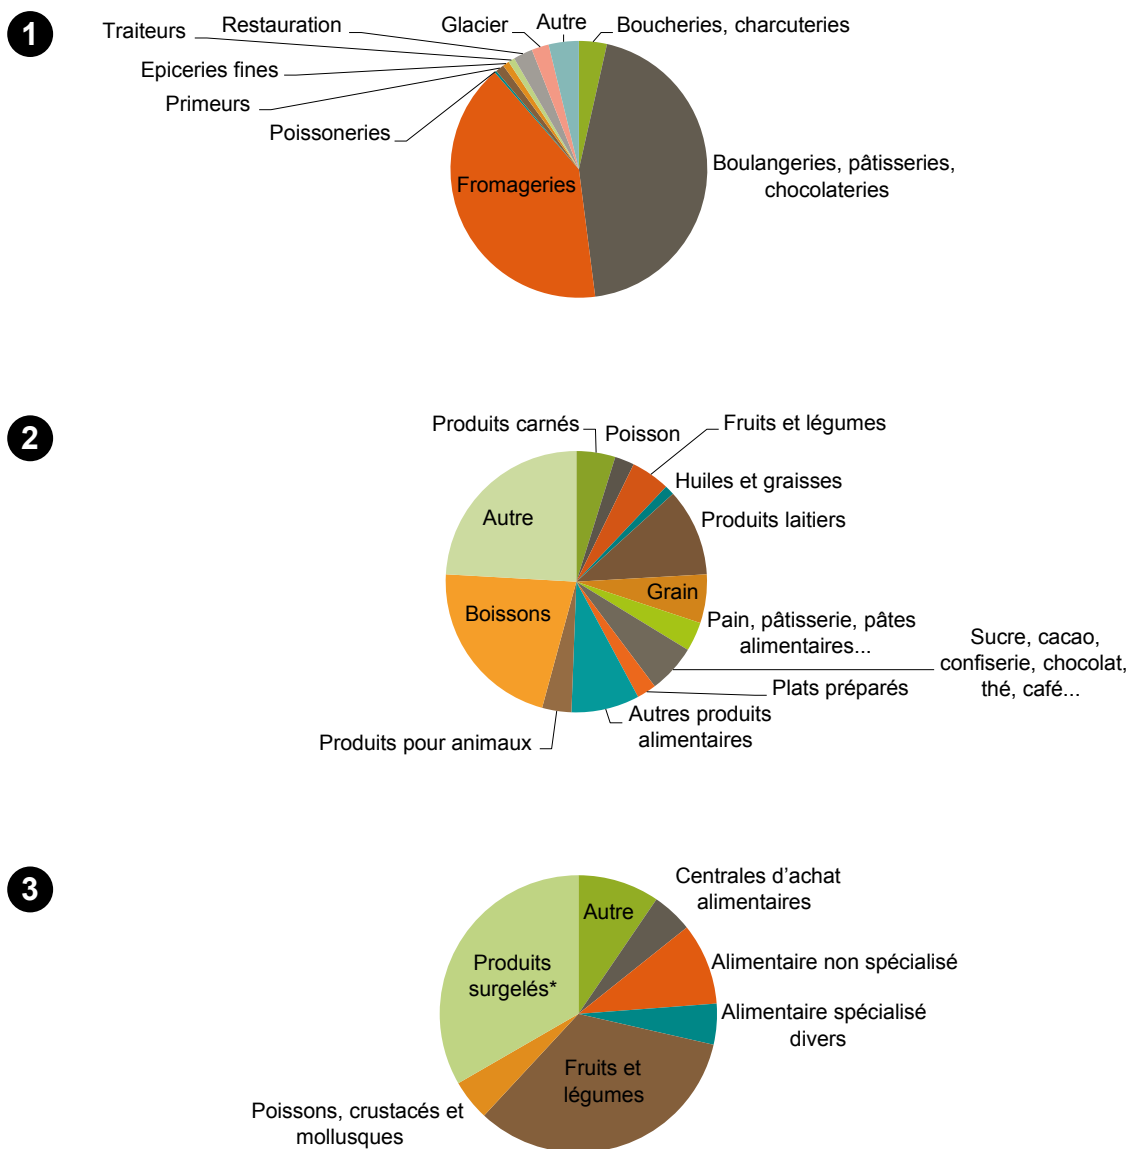 1
Traiteurs
Restauration
Glacier
Autre
Boucheries, charcuteries
Epiceries fines
Primeurs
Poissoneries
Fromageries
Boulangeries, pâtisseries,
chocolateries
2
Produits carnés
Poisson
Fruits et légumes
Huiles et graisses
Produits laitiers
Autre
Grain
Boissons
Pain, pâtisserie, pâtes
alimentaires...
Sucre, cacao,
confiserie, chocolat,
thé, café...
Plats préparés
Autres produits
alimentaires
Produits pour animaux
3
Centrales d'achat
alimentaires
Autre
Produits
surgelés*
Alimentaire non spécialisé
Alimentaire spécialisé
divers
Fruits et
légumes
Poissons, crustacés et
mollusques